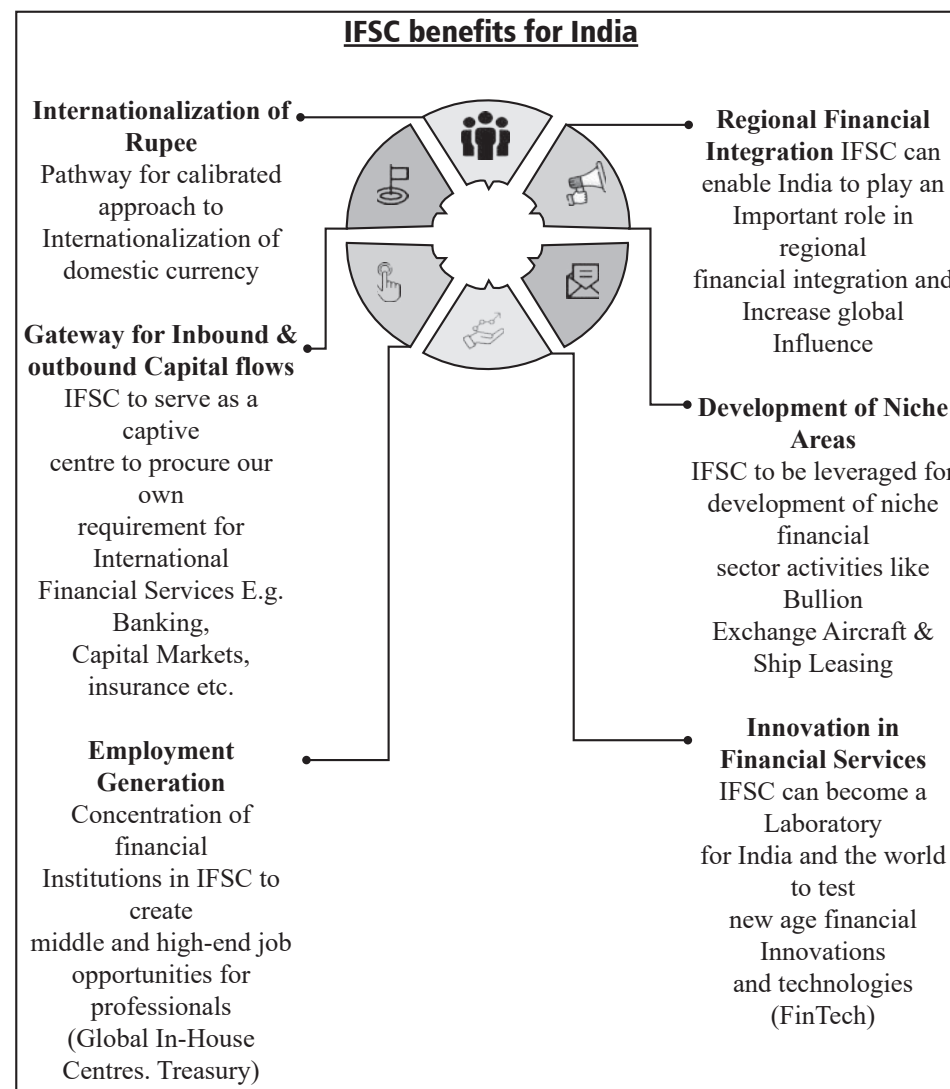 IFSC benefits for India
Internationalization of
Rupee
Pathway for calibrated
approach to
Internationalization of
domestic currency
Gateway for Inbound &
outbound Capital flows
IFSC to serve as a
captive
centre to procure our
own
requirement for
International
Financial Services E.g.
Banking,
Capital Markets,
insurance etc.
Employment
Generation
Concentration of
financial
Institutions in IFSC to
create
middle and high-end job
opportunities for
professionals
(Global In-House
Centres. Treasury)
Regional Financial
Integration IFSC can
enable India to play an
Important role in
regional
financial integration and
Increase global
Influence
Development of Niche
Areas
IFSC to be leveraged for
development of niche
financial
sector activities like
Bullion
Exchange Aircraft &
Ship Leasing
Innovation in
Financial Services
IFSC can become a
Laboratory
for India and the world
to test
new age financial
Innovations
and technologies
(FinTech)